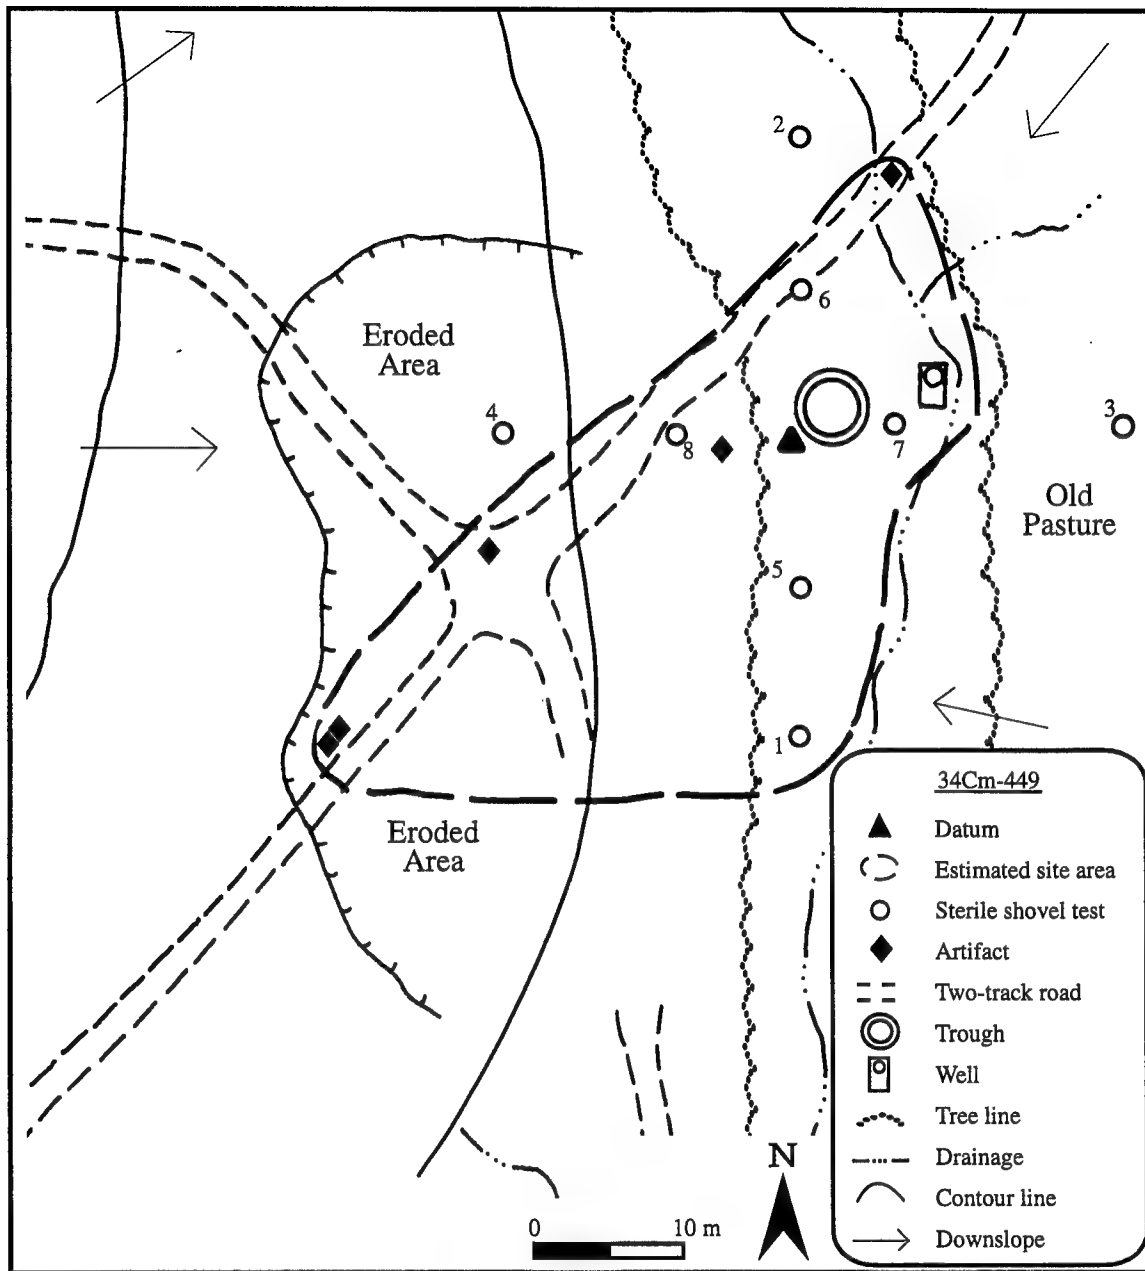 2
6
Eroded
Area
4
8
7
3
Old
Pasture
5
1
Eroded
Area
34Cm-449
Datum
Estimated site area
Sterile shovel test
Artifact
Two-track road
Trough
Well
Tree line
Drainage
Contour line
Downslope
N
0 10 m